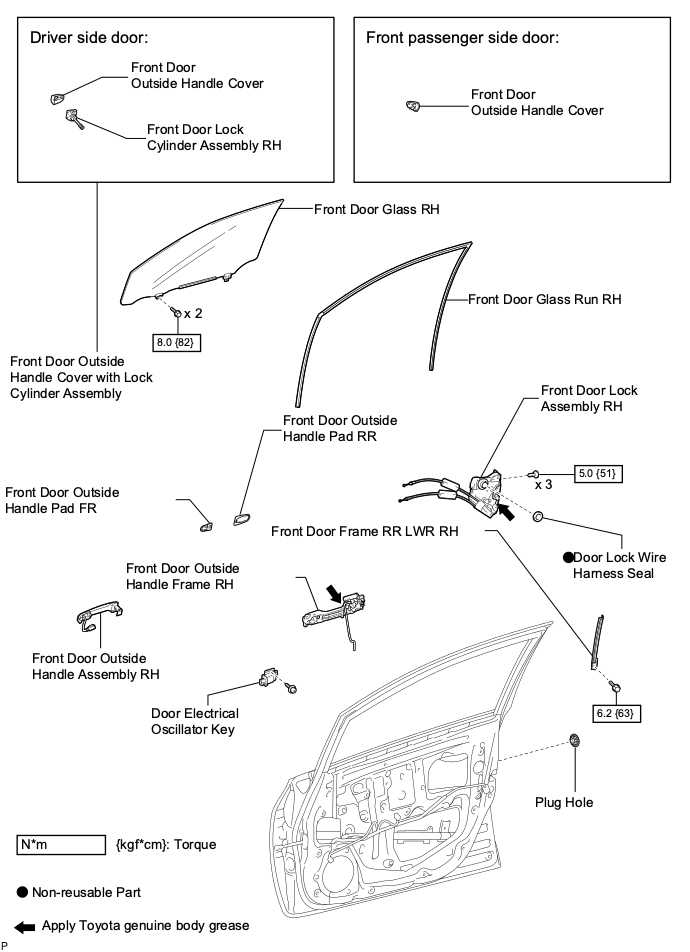 Driver side door:
Front Door
Outside Handle Cover
Front Door Lock
Cylinder Assembly RH
Front passenger side door:
Front Door
Outside Handle Cover
Front Door Glass RH
x 2
8.0 {82}
Front Door Glass Run RH
Front Door Outside
Handle Cover with Lock
Cylinder Assembly
Front Door Lock
Assembly RH
Front Door Outside
Handle Pad RR
5.0 {51}
x 3
Front Door Outside
Handle Pad FR
Front Door Frame RR LWR RH
Door Lock Wire
Harness Seal
Front Door Outside
Handle Frame RH
Front Door Outside
Handle Assembly RH
Door Electrical
Oscillator Key
6.2 {63}
Plug Hole
N*m
{kgf*cm}: Torque
Non-reusable Part
Apply Toyota genuine body grease
P